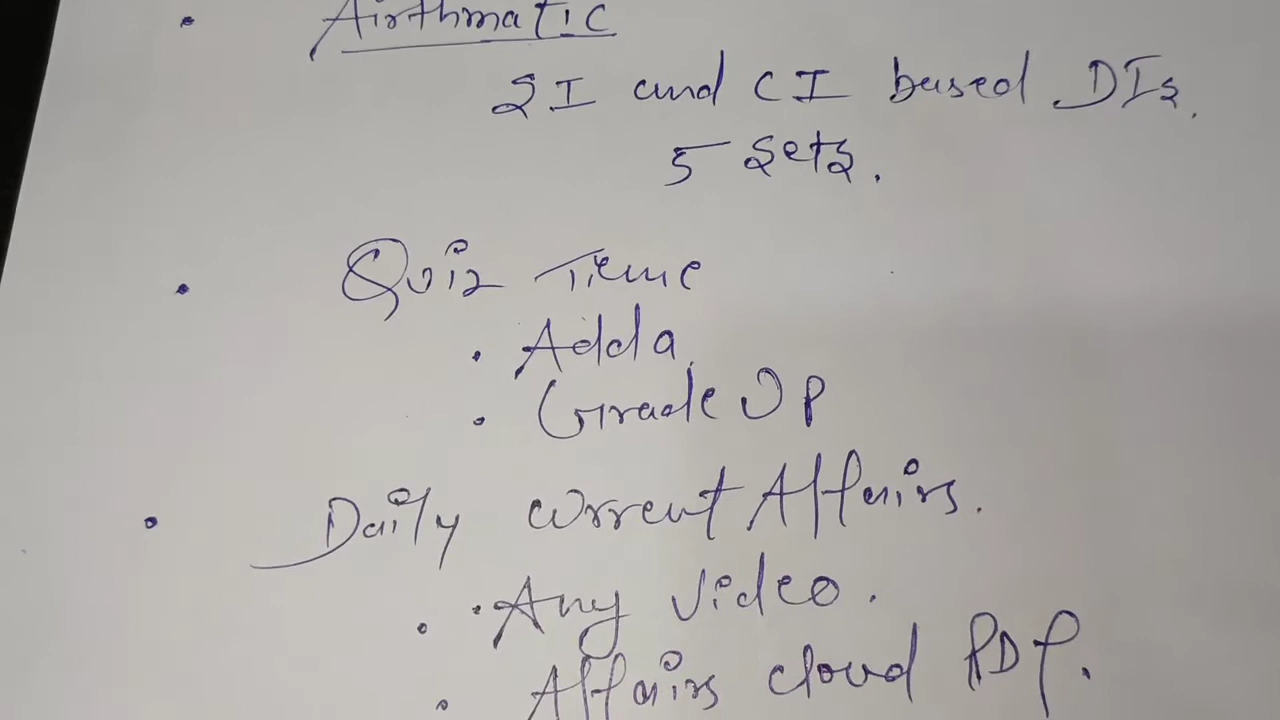 • Airthmatic
SI and CI based DIs.
5 Sets.
• Quiz Time
• Adda
• Grade Up
• Daily current Affairs.
• Any Video.
• Affairs cloud PDF.